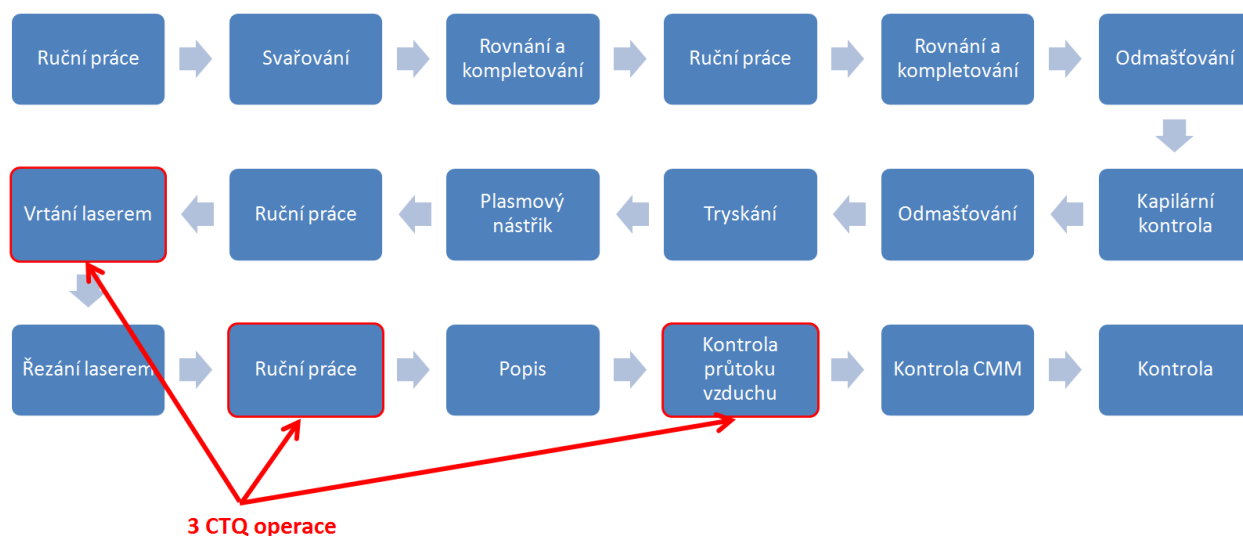 Ruční práce
Svařování
Rovnání a
kompletování
Ruční práce
Rovnání a
kompletování
Odmašťování
Vrtání laserem
Ruční práce
Plasmový
nástřik
Tryskání
Odmašťování
Kapilární
kontrola
Řezání laserem
Ruční práce
Popis
Kontrola
průtoku
vzduchu
Kontrola CMM
Kontrola
3 CTQ operace